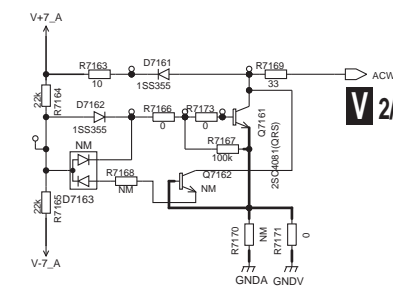 V+7_A
R7163
10
D7161
1SS355
R7169
33
ACW
V 2/
22k
R7164
D7162
1SS355
R7166
0
R7173
0
Q7161
2SC4081(QRS)
R7167
100k
NM
D7163
R7168
NM
Q7162
NM
22k
R7165
R7170
NM
R7171
0
V-7_A
GNDA
GNDV